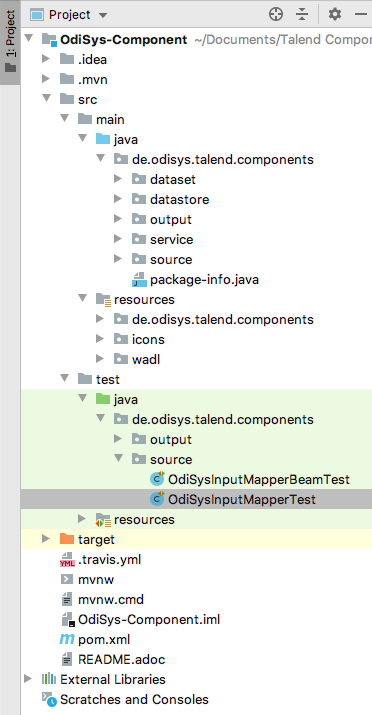 1: Project
Project
OdiSys-Component ~/Documents/Talend Compo
.idea
.mvn
src
main
java
de.odisys.talend.components
dataset
datastore
output
service
source
package-info.java
resources
de.odisys.talend.components
icons
wadl
test
java
de.odisys.talend.components
output
source
OdiSysInputMapperBeamTest
OdiSysInputMapperTest
resources
target
.travis.yml
mvnw
mvnw.cmd
OdiSys-Component.iml
pom.xml
README.adoc
External Libraries
Scratches and Consoles